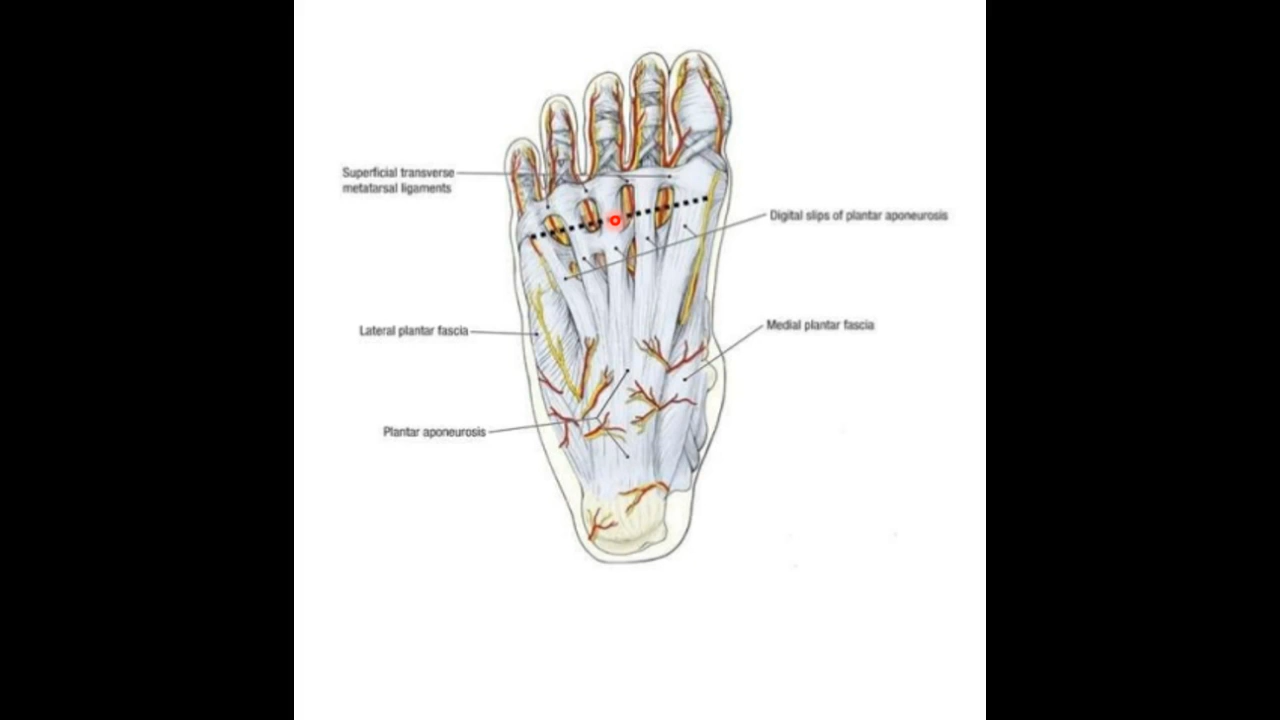 Superficial transverse
metatarsal ligaments
Digital slips of plantar aponeurosis
Lateral plantar fascia
Medial plantar fascia
Plantar aponeurosis